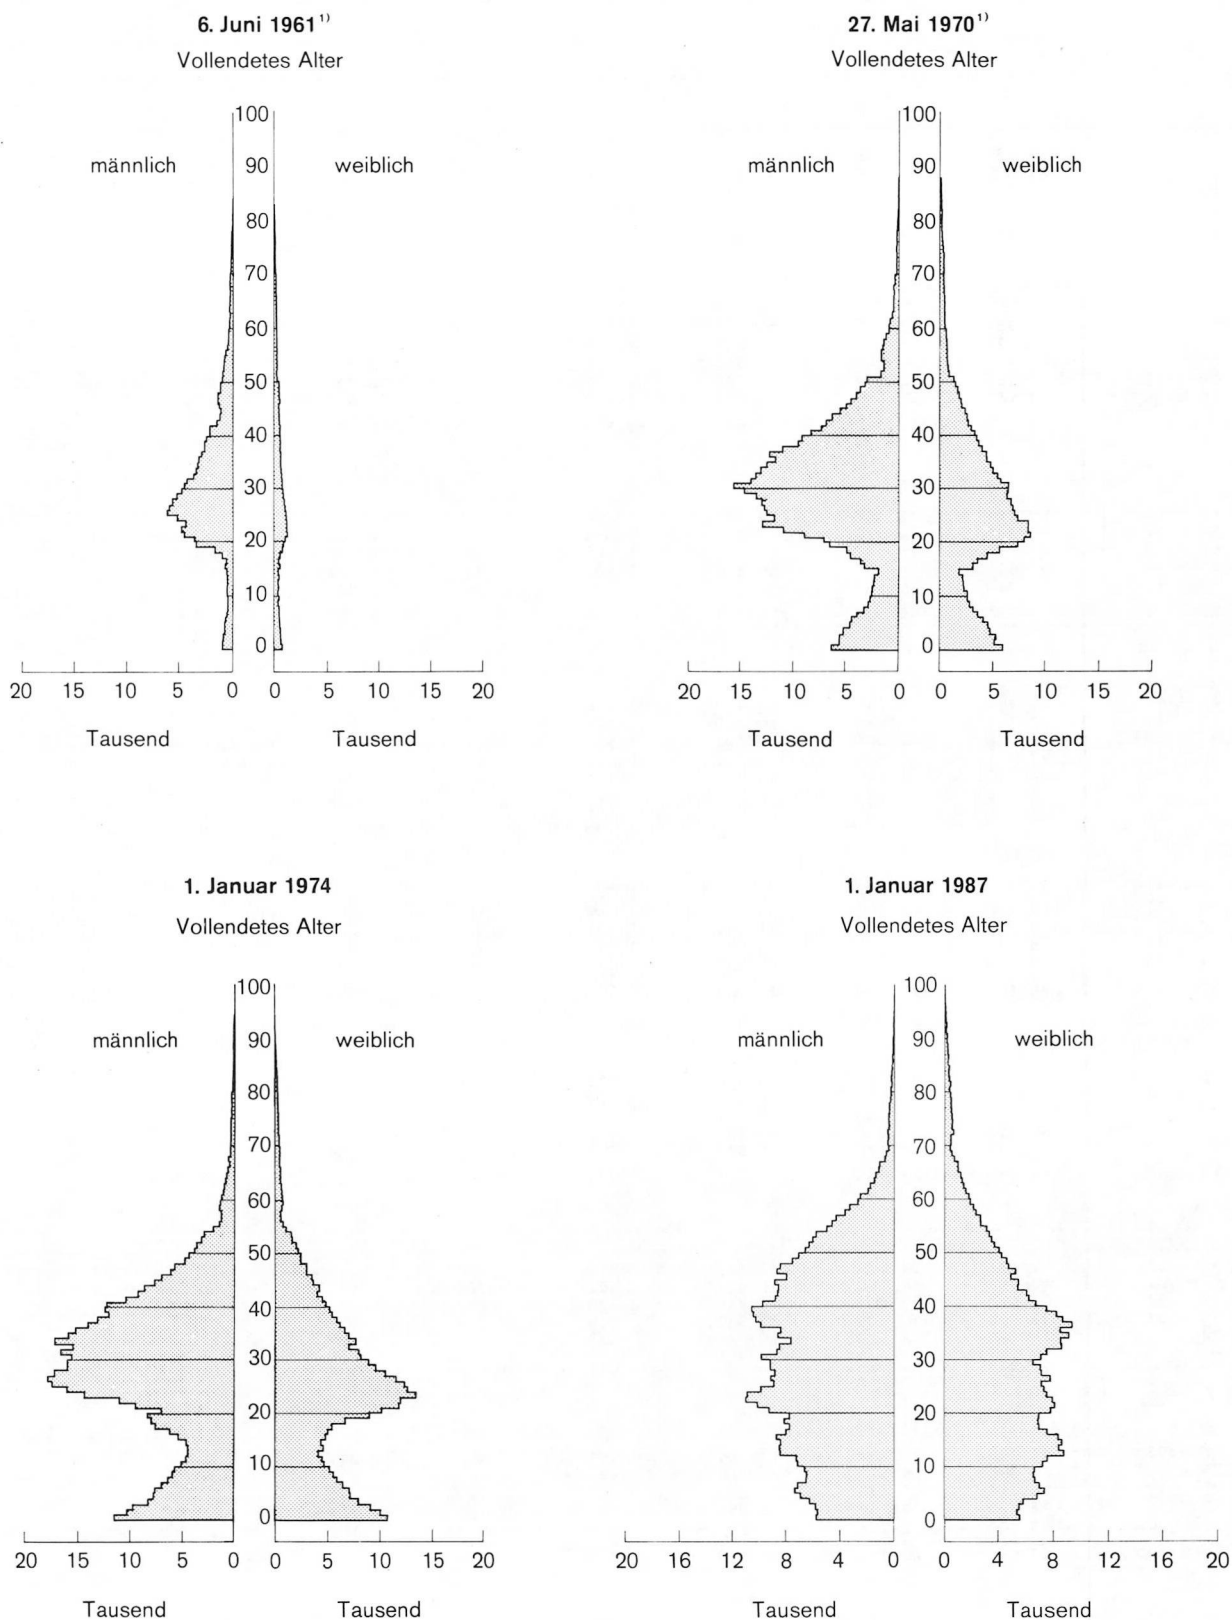 6. Juni 1961¹⁾
Vollendetes Alter
männlich
weiblich
100
90
80
70
60
50
40
30
20
10
0
20 15 10 5 0 0 5 10 15 20
Tausend Tausend
27. Mai 1970¹⁾
Vollendetes Alter
männlich
weiblich
100
90
80
70
60
50
40
30
20
10
0
20 15 10 5 0 0 5 10 15 20
Tausend Tausend
1. Januar 1974
Vollendetes Alter
männlich
weiblich
100
90
80
70
60
50
40
30
20
10
0
20 15 10 5 0 0 5 10 15 20
Tausend Tausend
1. Januar 1987
Vollendetes Alter
männlich
weiblich
100
90
80
70
60
50
40
30
20
10
0
20 16 12 8 4 0 0 4 8 12 16 20
Tausend Tausend